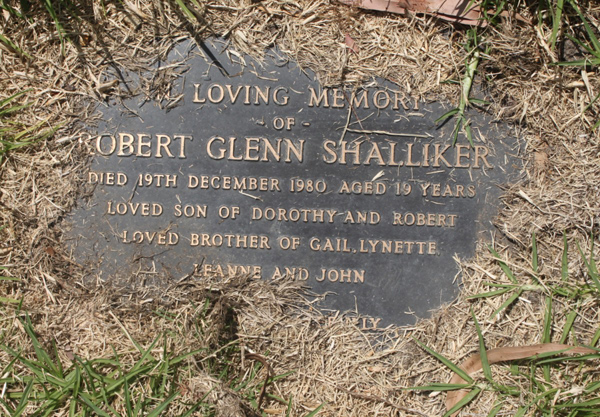 LOVING MEMORY
- OF -
ROBERT GLENN SHALLIKER
DIED 19TH DECEMBER 1980 AGED 19 YEARS
LOVED SON OF DOROTHY AND ROBERT
LOVED BROTHER OF GAIL, LYNETTE
LEANNE AND JOHN